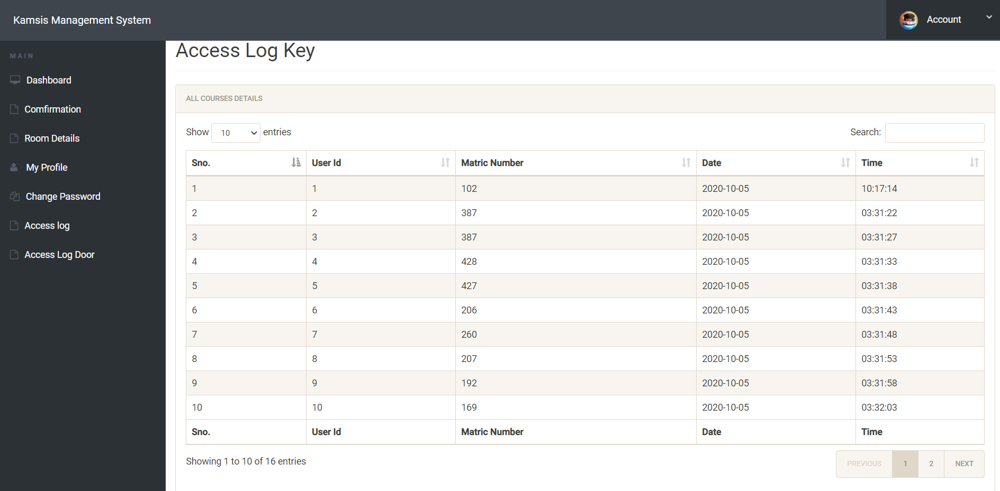 Kamsis Management System
Account
MAIN
Dashboard
Comfirmation
Room Details
My Profile
Change Password
Access log
Access Log Door
Access Log Key
ALL COURSES DETAILS
Show 10 entries
Search:
Sno. User Id Matric Number Date Time
1 1 102 2020-10-05 10:17:14
2 2 387 2020-10-05 03:31:22
3 3 387 2020-10-05 03:31:27
4 4 428 2020-10-05 03:31:33
5 5 427 2020-10-05 03:31:38
6 6 206 2020-10-05 03:31:43
7 7 260 2020-10-05 03:31:48
8 8 207 2020-10-05 03:31:53
9 9 192 2020-10-05 03:31:58
10 10 169 2020-10-05 03:32:03
Sno. User Id Matric Number Date Time
Showing 1 to 10 of 16 entries
PREVIOUS 1 2 NEXT